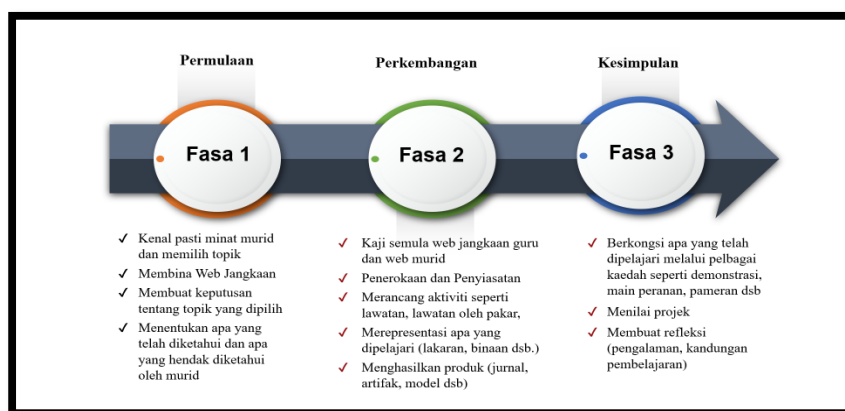 Permulaan
Fasa 1
✓ Kenal pasti minat murid
dan memilih topik
✓ Membina Web Jangkaan
✓ Membuat keputusan
tentang topik yang dipilih
✓ Menentukan apa yang
telah diketahui dan apa
yang hendak diketahui
oleh murid
Perkembangan
Fasa 2
✓ Kaji semula web jangkaan guru
dan web murid
✓ Penerokaan dan Penyiasatan
✓ Merancang aktiviti seperti
lawatan, lawatan oleh pakar,
✓ Merepresentasi apa yang
dipelajari (lakaran, binaan dsb.)
✓ Menghasilkan produk (jurnal,
artifak, model dsb)
Kesimpulan
Fasa 3
✓ Berkongsi apa yang telah
dipelajari melalui pelbagai
kaedah seperti demonstrasi,
main peranan, pameran dsb
✓ Menilai projek
✓ Membuat refleksi
(pengalaman, kandungan
pembelajaran)